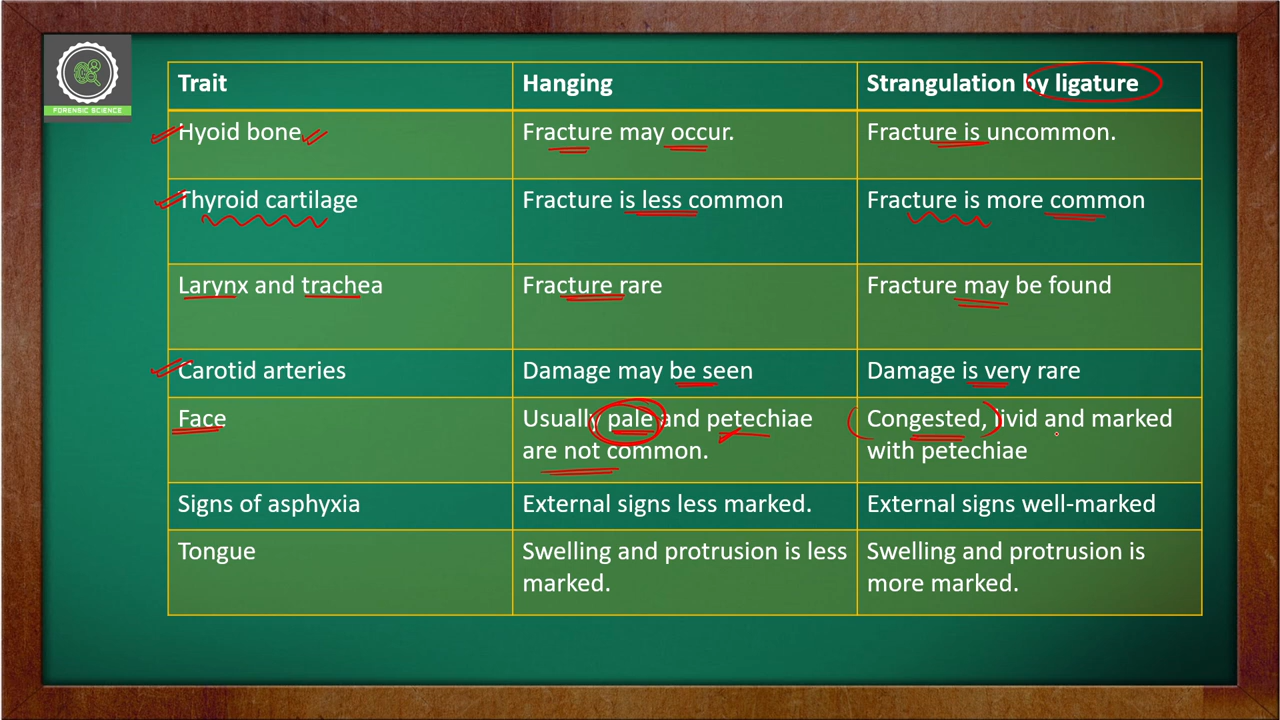 FORENSIC SCIENCE
Trait Hanging Strangulation by ligature
Hyoid bone Fracture may occur. Fracture is uncommon.
Thyroid cartilage Fracture is less common Fracture is more common
Larynx and trachea Fracture rare Fracture may be found
Carotid arteries Damage may be seen Damage is very rare
Face Usually pale and petechiae Congested, livid and marked
are not common. with petechiae
Signs of asphyxia External signs less marked. External signs well-marked
Tongue Swelling and protrusion is less Swelling and protrusion is
marked. more marked.